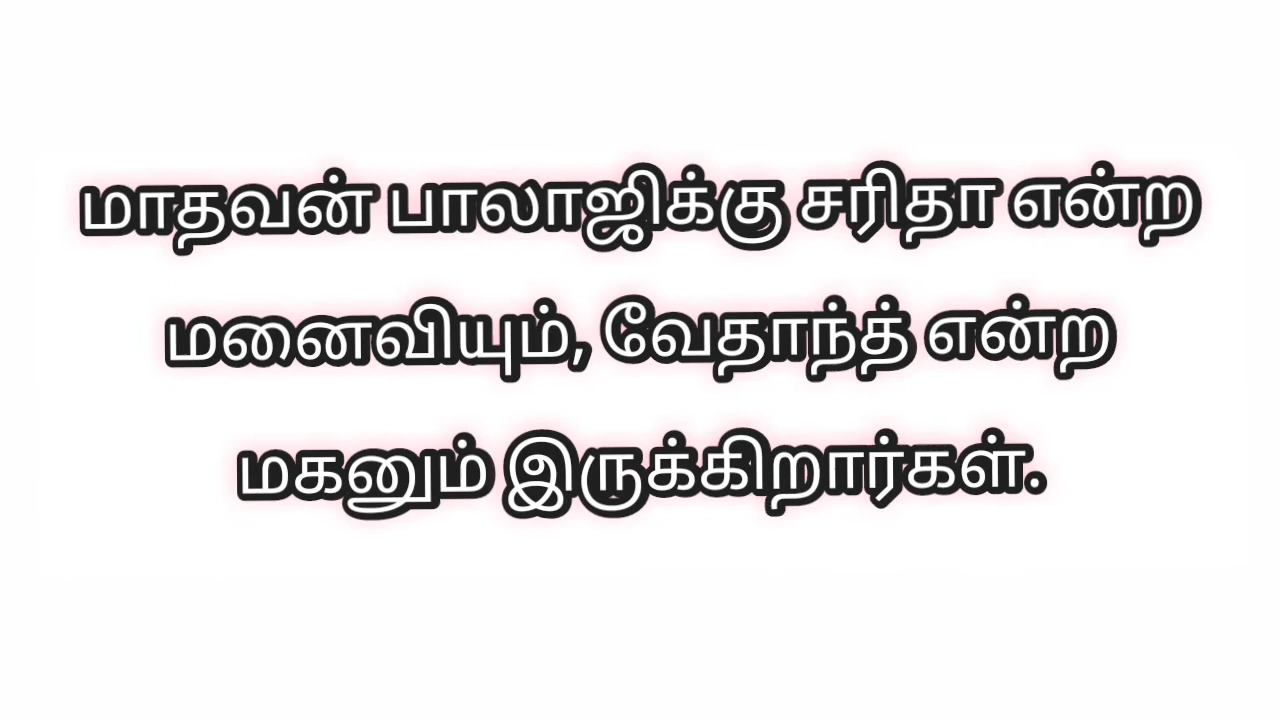 மாதவன் பாலாஜிக்கு சரிதா என்ற
மனைவியும், வேதாந்த் என்ற
மகனும் இருக்கிறார்கள்.